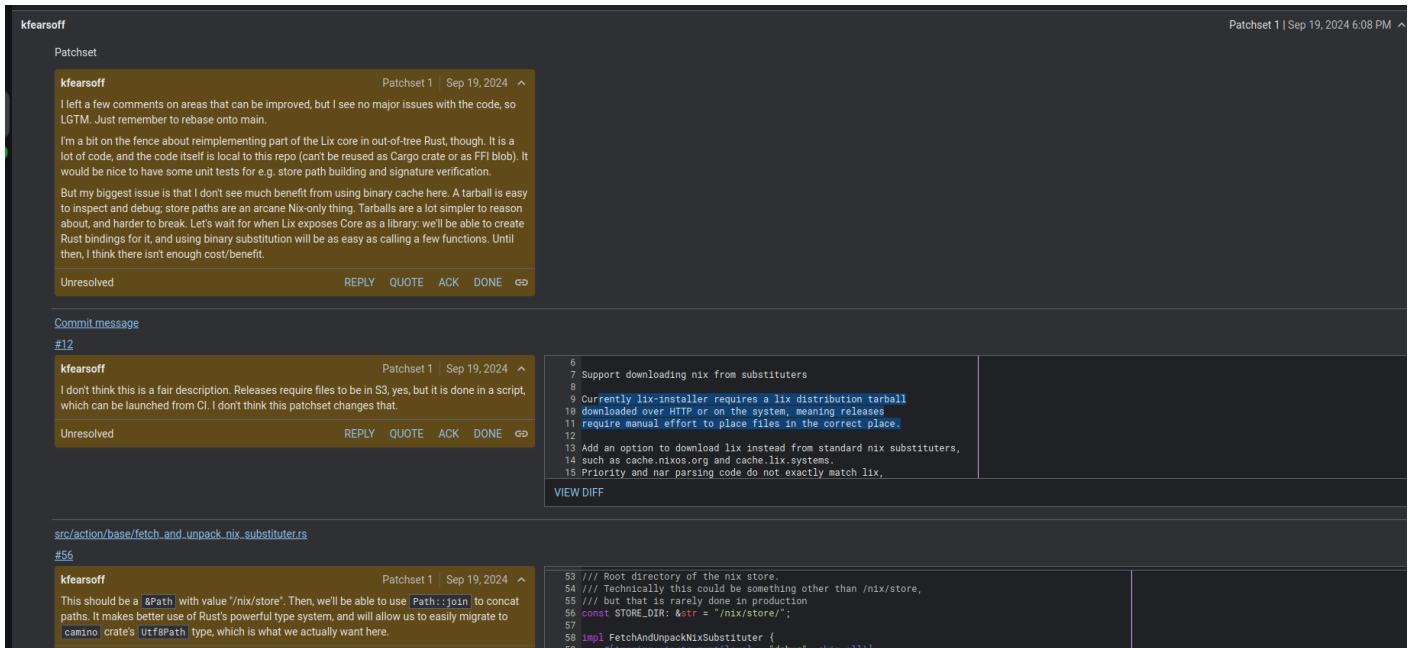 kfearsoff Patchset 1 | Sep 19, 2024 6:08 PM
Patchset
kfearsoff Patchset 1 | Sep 19, 2024
I left a few comments on areas that can be improved, but I see no major issues with the code, so
LGTM. Just remember to rebase onto main.
I'm a bit on the fence about reimplementing part of the Lix core in out-of-tree Rust, though. It is a
lot of code, and the code itself is local to this repo (can't be reused as Cargo crate or as FFI blob). It
would be nice to have some unit tests for e.g. store path building and signature verification.
But my biggest issue is that I don't see much benefit from using binary cache here. A tarball is easy
to inspect and debug; store paths are an arcane Nix-only thing. Tarballs are a lot simpler to reason
about, and harder to break. Let's wait for when Lix exposes Core as a library: we'll be able to create
Rust bindings for it, and using binary substitution will be as easy as calling a few functions. Until
then, I think there isn't enough cost/benefit.
Unresolved REPLY QUOTE ACK DONE
Commit message
#12
kfearsoff Patchset 1 | Sep 19, 2024
I don't think this is a fair description. Releases require files to be in S3, yes, but it is done in a script,
which can be launched from CI. I don't think this patchset changes that.
Unresolved REPLY QUOTE ACK DONE
6
7 Support downloading nix from substituters
8
9 Currently lix-installer requires a lix distribution tarball
10 downloaded over HTTP or on the system, meaning releases
11 require manual effort to place files in the correct place.
12
13 Add an option to download lix instead from standard nix substituters,
14 such as cache.nixos.org and cache.lix.systems.
15 Priority and nar parsing code do not exactly match lix,
VIEW DIFF
src/action/base/fetch_and_unpack_nix_substituter.rs
#56
kfearsoff Patchset 1 | Sep 19, 2024
This should be a &Path with value "/nix/store". Then, we'll be able to use Path::join to concat
paths. It makes better use of Rust's powerful type system, and will allow us to easily migrate to
camino crate's Utf8Path type, which is what we actually want here.
53 /// Root directory of the nix store.
54 /// Technically this could be something other than /nix/store,
55 /// but that is rarely done in production
56 const STORE_DIR: &str = "/nix/store/";
57
58 impl FetchAndUnpackNixSubstituter {